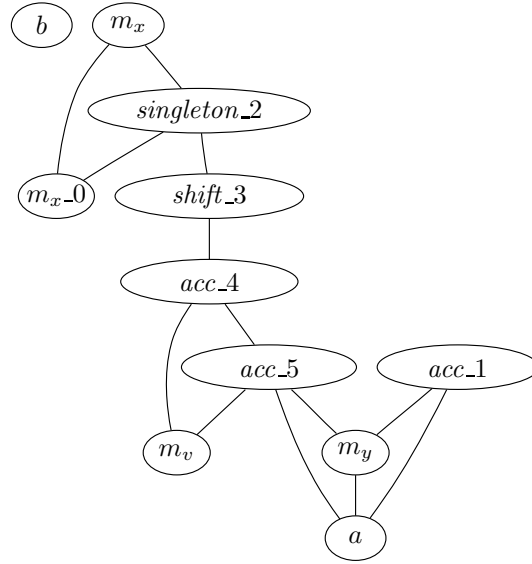 b m_x
singleton_2
m_x_0 shift_3
acc_4
acc_5 acc_1
m_v m_y
a